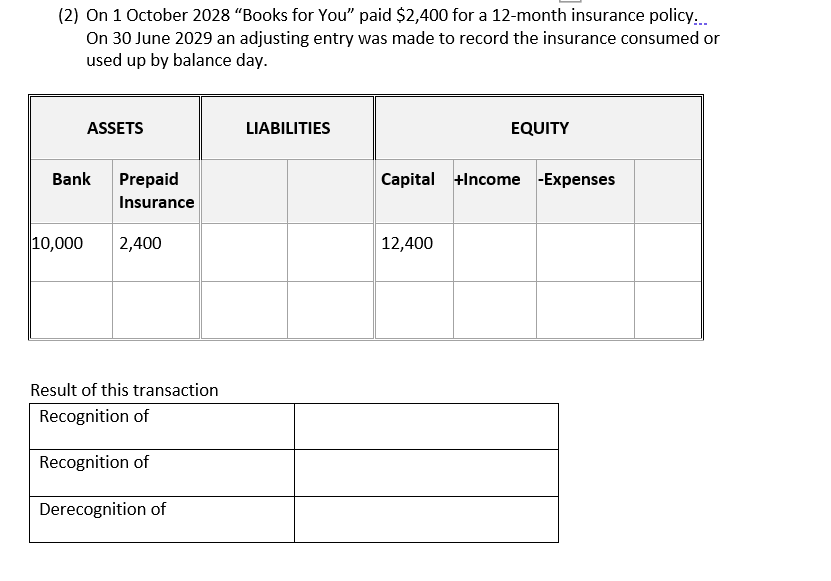 (2) On 1 October 2028 “Books for You” paid $2,400 for a 12-month insurance policy.
On 30 June 2029 an adjusting entry was made to record the insurance consumed or
used up by balance day.
ASSETS LIABILITIES EQUITY
Bank Prepaid Insurance Capital +Income -Expenses
10,000 2,400 12,400
Result of this transaction
Recognition of
Recognition of
Derecognition of